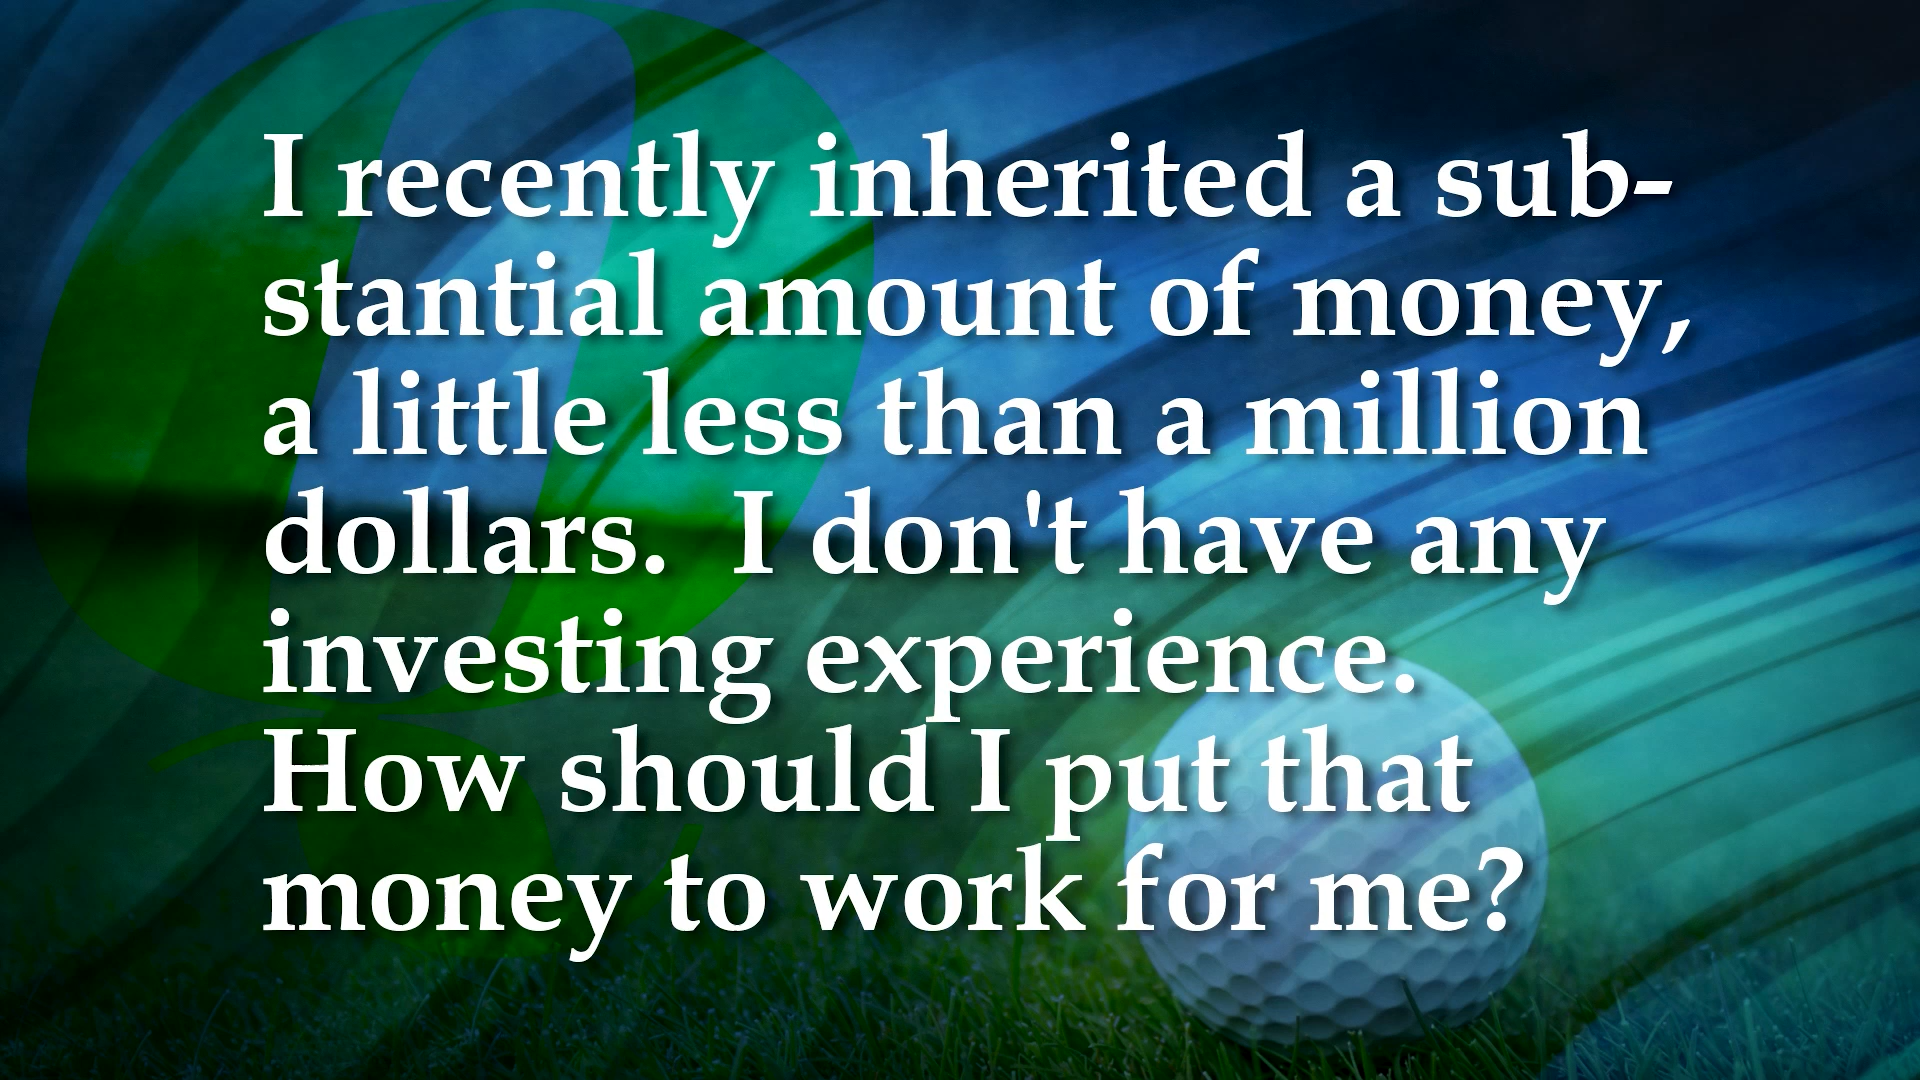 I recently inherited a sub-
stantial amount of money,
a little less than a million
dollars.  I don't have any
investing experience.
How should I put that
money to work for me?